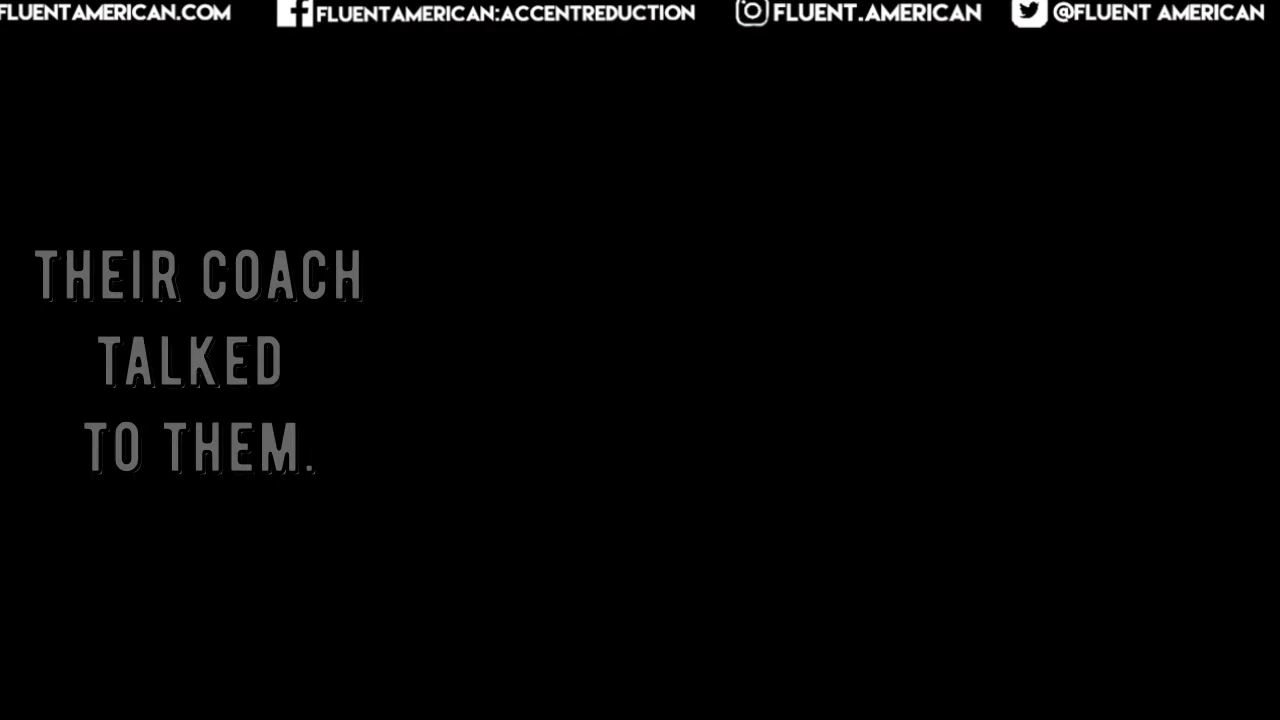 FLUENTAMERICAN.COM FLUENTAMERICAN:ACCENTREDUCTION FLUENT.AMERICAN @FLUENT AMERICAN
THEIR COACH
TALKED
TO THEM.